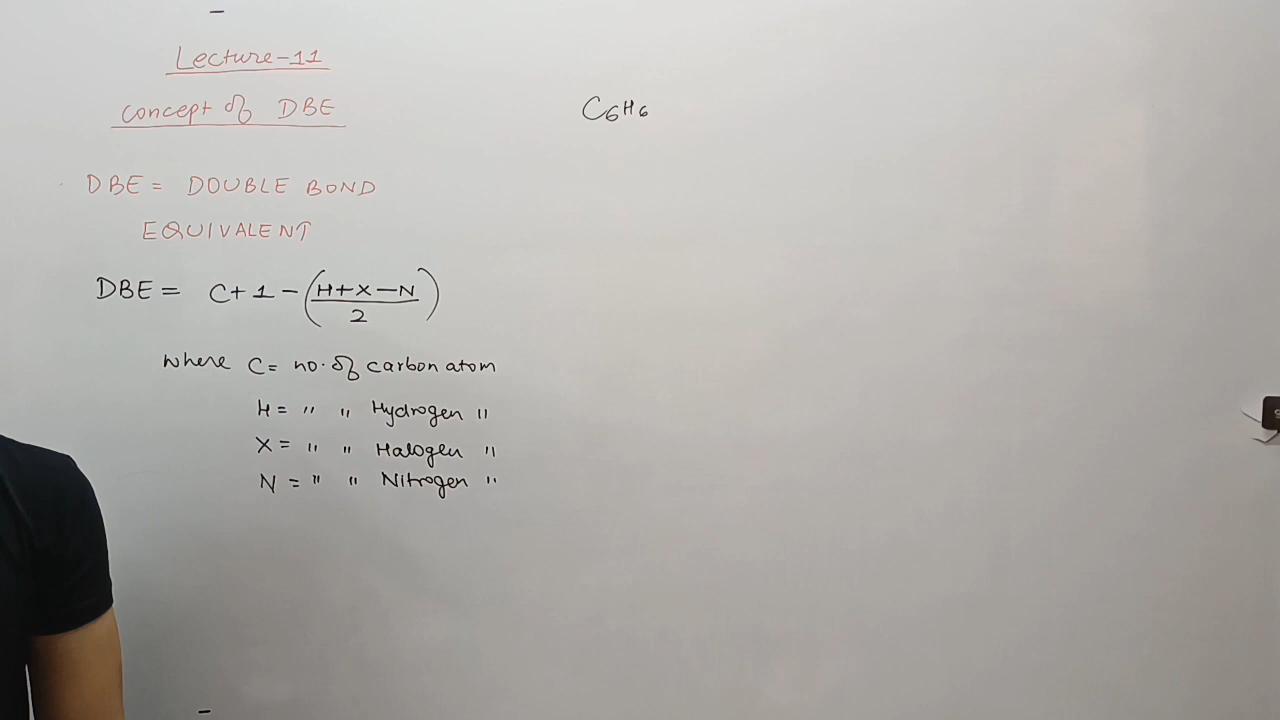 Lecture-11
Concept of DBE
DBE = DOUBLE BOND
EQUIVALENT
DBE = C + 1 - (H+X-N / 2)
where C = no. of carbon atom
H = " " Hydrogen "
X = " " Halogen "
N = " " Nitrogen "
C6H6